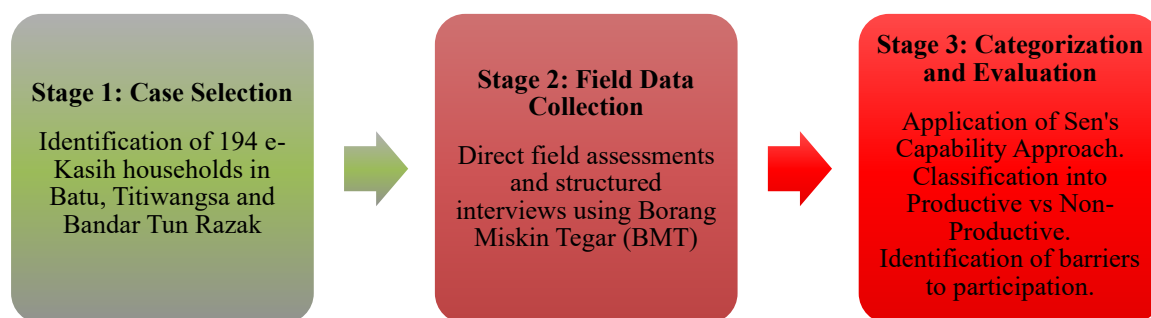 Stage 1: Case Selection
Identification of 194 e-
Kasih households in
Batu, Titiwangsa and
Bandar Tun Razak
Stage 2: Field Data
Collection
Direct field assessments
and structured
interviews using Borang
Miskin Tegar (BMT)
Stage 3: Categorization
and Evaluation
Application of Sen's
Capability Approach.
Classification into
Productive vs Non-
Productive.
Identification of barriers
to participation.